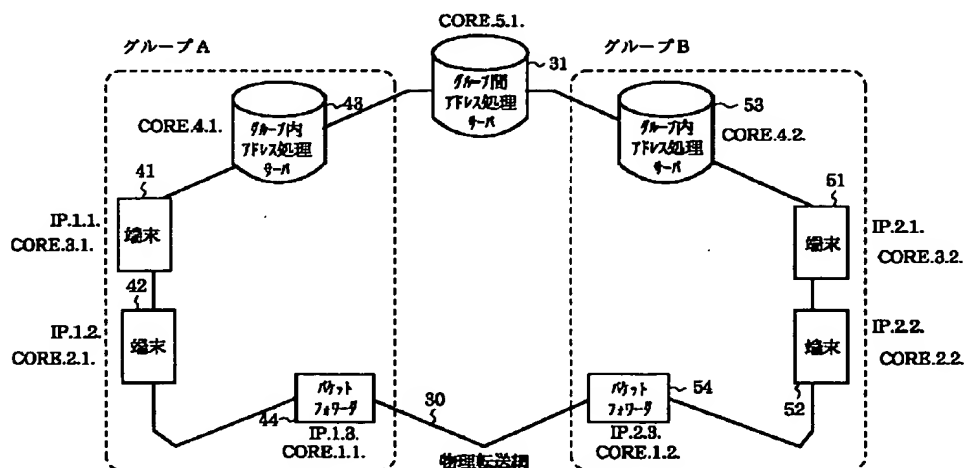 CORE.5.1.
グループA
グループB
31
グループ間
アドレス処理
サーバ
43
CORE.4.1.
グループ内
アドレス処理
サーバ
53
グループ内
アドレス処理
サーバ
CORE.4.2.
41
IP.1.1.
CORE.3.1.
端末
51
端末
IP.2.1.
CORE.3.2.
42
IP.1.2.
CORE.2.1.
端末
端末
IP.2.2.
CORE.2.2.
52
44
パケット
フォワーダ
IP.1.3.
CORE.1.1.
30
パケット
フォワーダ
54
IP.2.3.
CORE.1.2.
物理転送網